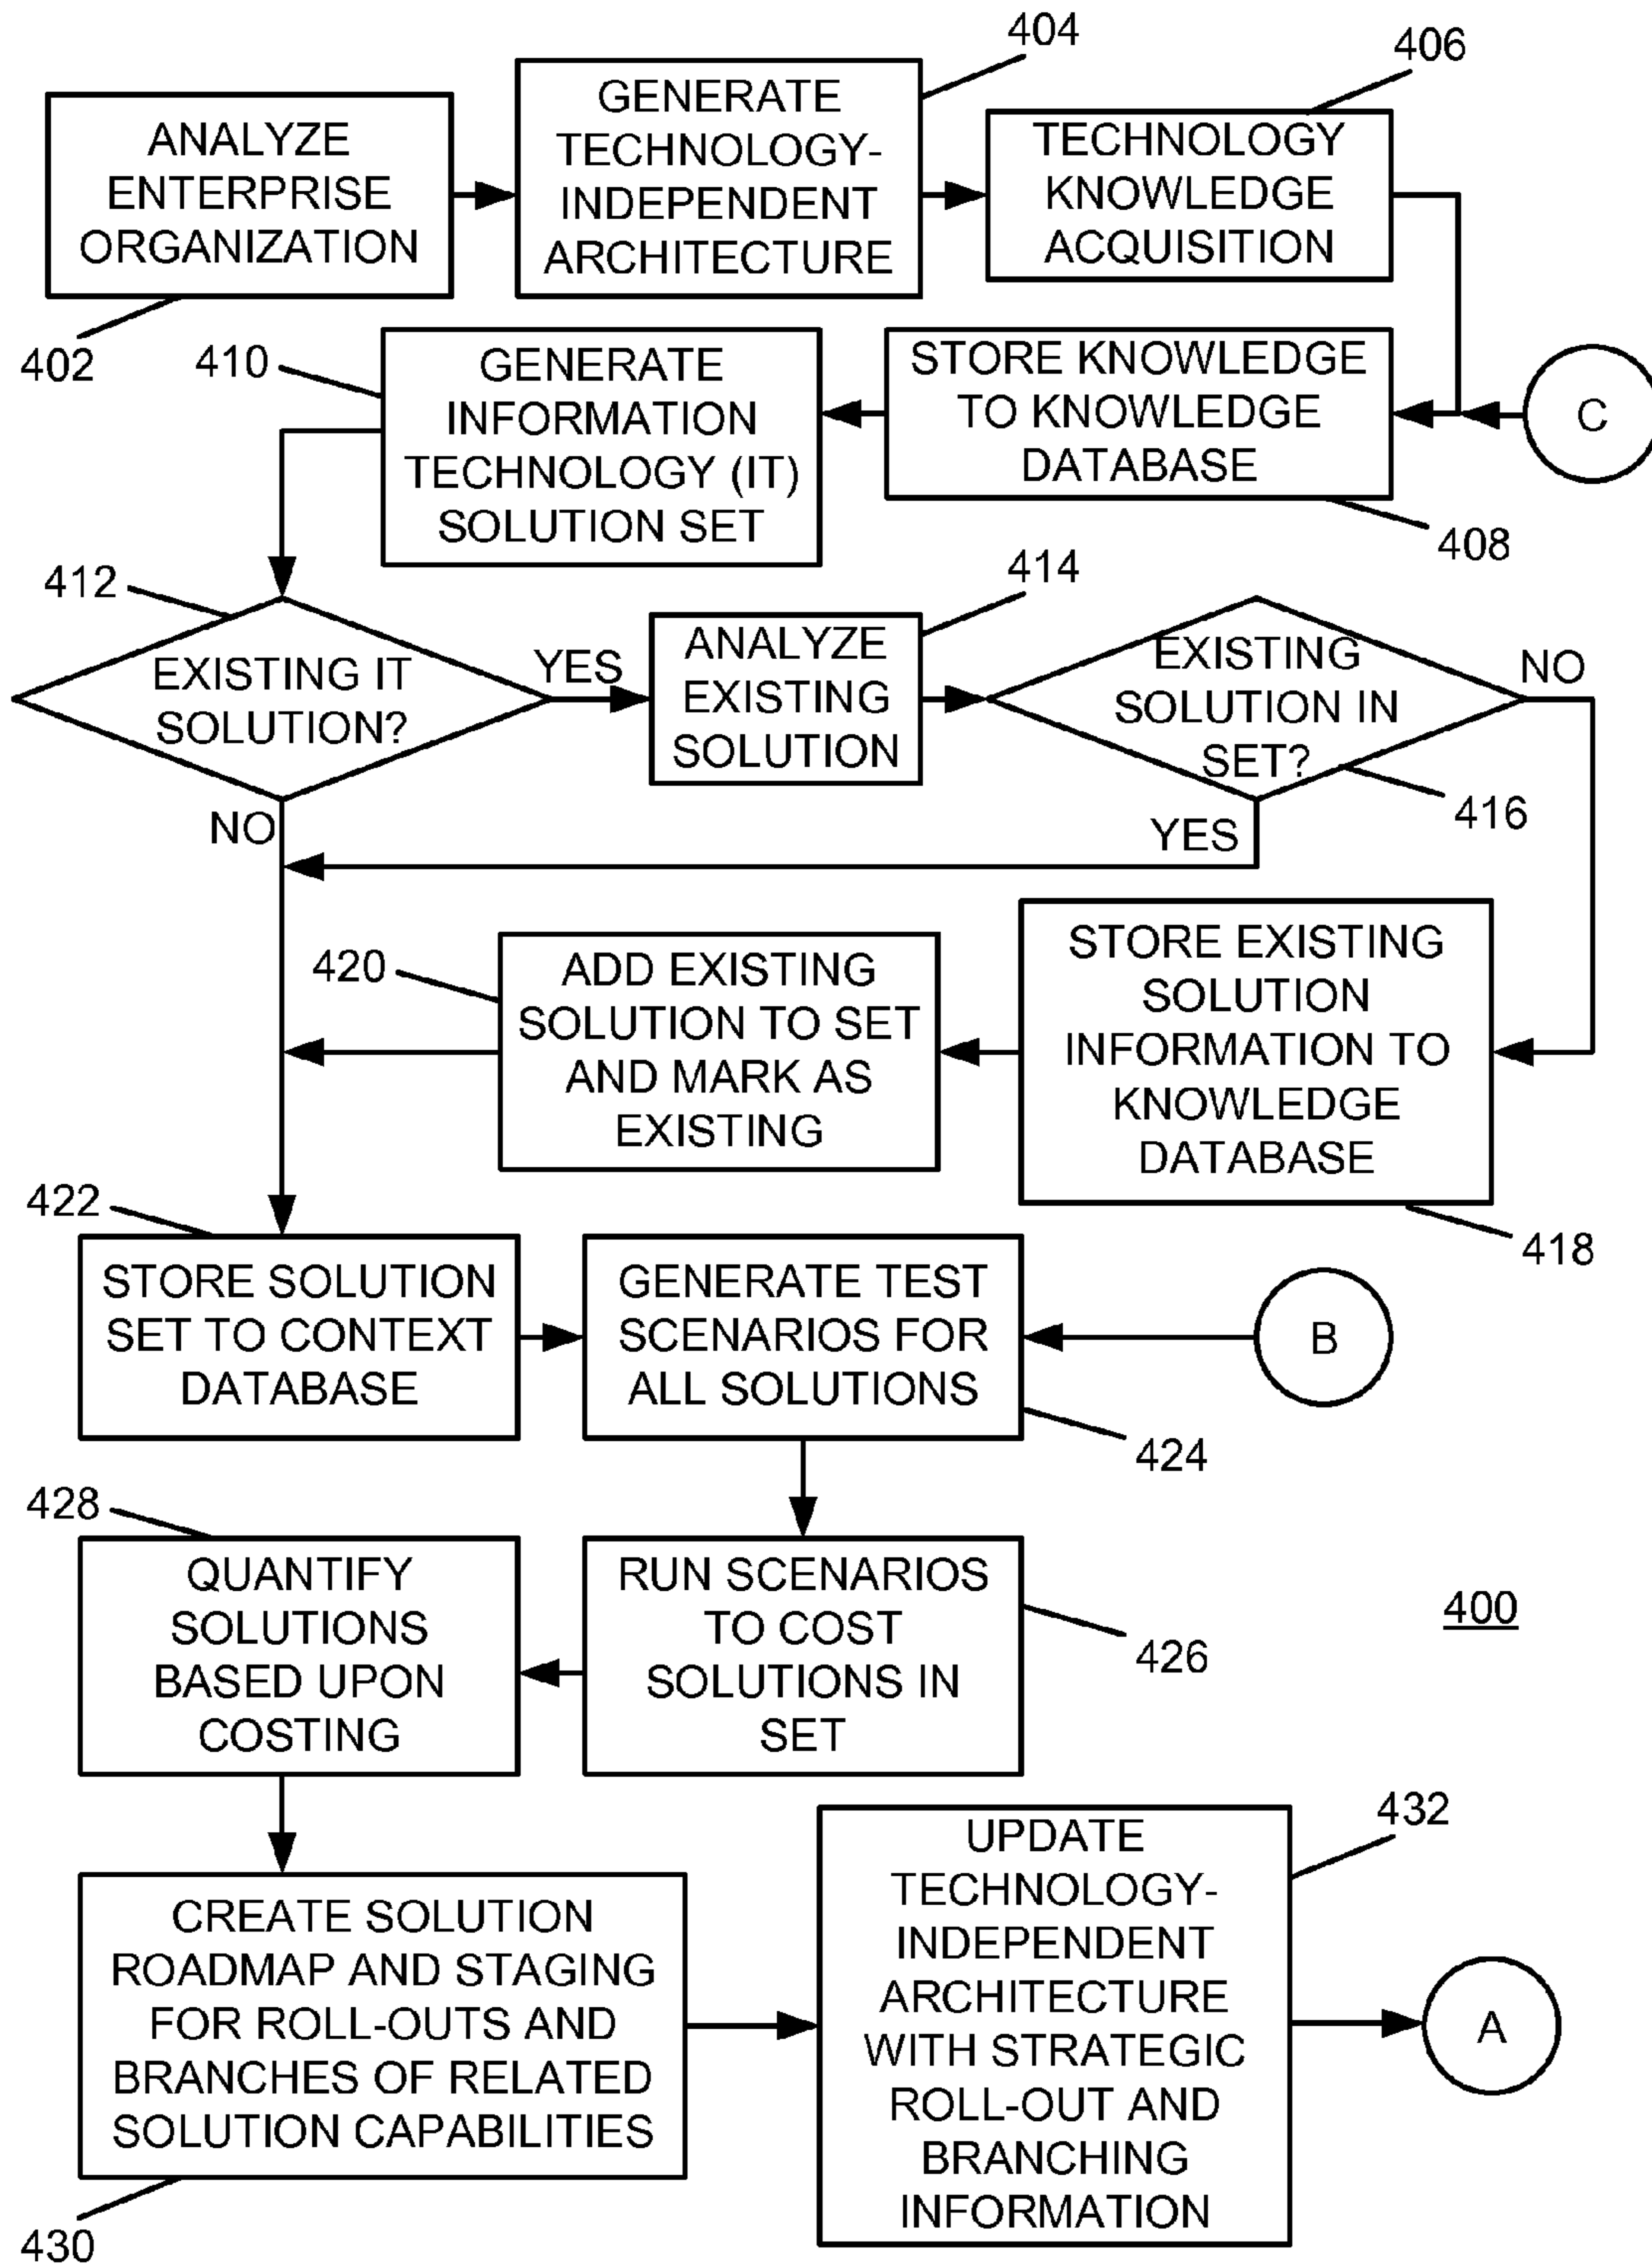 404
406
ANALYZE
ENTERPRISE
ORGANIZATION
GENERATE
TECHNOLOGY-
INDEPENDENT
ARCHITECTURE
TECHNOLOGY
KNOWLEDGE
ACQUISITION
402
410
GENERATE
INFORMATION
TECHNOLOGY (IT)
SOLUTION SET
STORE KNOWLEDGE
TO KNOWLEDGE
DATABASE
C
408
412
414
EXISTING IT
SOLUTION?
YES
ANALYZE
EXISTING
SOLUTION
EXISTING
SOLUTION IN
SET?
NO
416
NO
YES
420
ADD EXISTING
SOLUTION TO SET
AND MARK AS
EXISTING
STORE EXISTING
SOLUTION
INFORMATION TO
KNOWLEDGE
DATABASE
418
422
STORE SOLUTION
SET TO CONTEXT
DATABASE
GENERATE TEST
SCENARIOS FOR
ALL SOLUTIONS
B
424
428
QUANTIFY
SOLUTIONS
BASED UPON
COSTING
RUN SCENARIOS
TO COST
SOLUTIONS IN
SET
426
400
432
CREATE SOLUTION
ROADMAP AND STAGING
FOR ROLL-OUTS AND
BRANCHES OF RELATED
SOLUTION CAPABILITIES
430
UPDATE
TECHNOLOGY-
INDEPENDENT
ARCHITECTURE
WITH STRATEGIC
ROLL-OUT AND
BRANCHING
INFORMATION
A